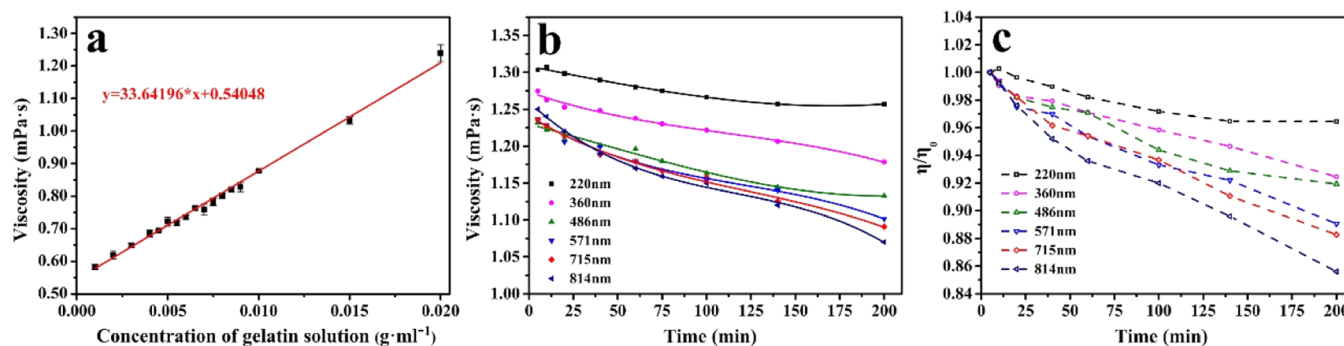 a
y=33.64196*x+0.54048
Viscosity (mPa·s)
1.30
1.20
1.10
1.00
0.90
0.80
0.70
0.60
0.50
0.000
0.005
0.010
0.015
0.020
Concentration of gelatin solution (g·ml⁻¹)
b
Viscosity (mPa·s)
1.35
1.30
1.25
1.20
1.15
1.10
1.05
1.00
220nm
360nm
486nm
571nm
715nm
814nm
0
25
50
75
100
125
150
175
200
Time (min)
c
η/η₀
1.04
1.02
1.00
0.98
0.96
0.94
0.92
0.90
0.88
0.86
0.84
220nm
360nm
486nm
571nm
715nm
814nm
0
25
50
75
100
125
150
175
200
Time (min)